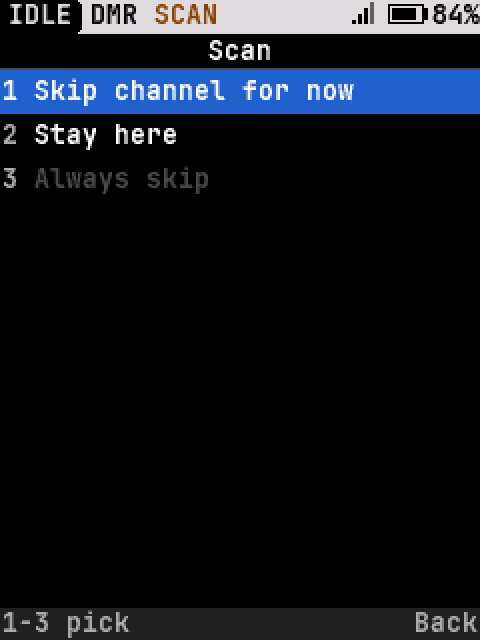 IDLE DMR SCAN 84%
Scan
1 Skip channel for now
2 Stay here
3 Always skip
1-3 pick Back